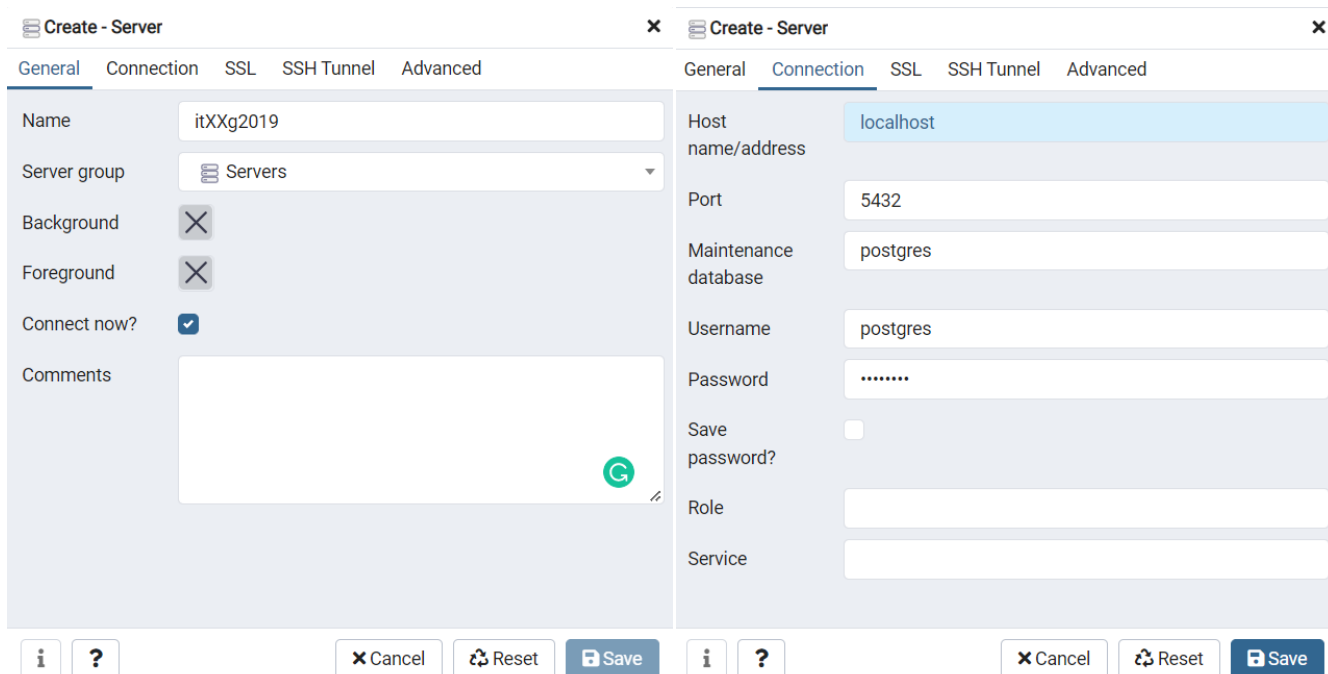 Create - Server
General Connection SSL SSH Tunnel Advanced
Name itXXg2019
Server group Servers
Background
Foreground
Connect now?
Comments
i ? Cancel Reset Save
Create - Server
General Connection SSL SSH Tunnel Advanced
Host
name/address
localhost
Port 5432
Maintenance
database
postgres
Username postgres
Password ••••••••
Save
password?
Role
Service
i ? Cancel Reset Save